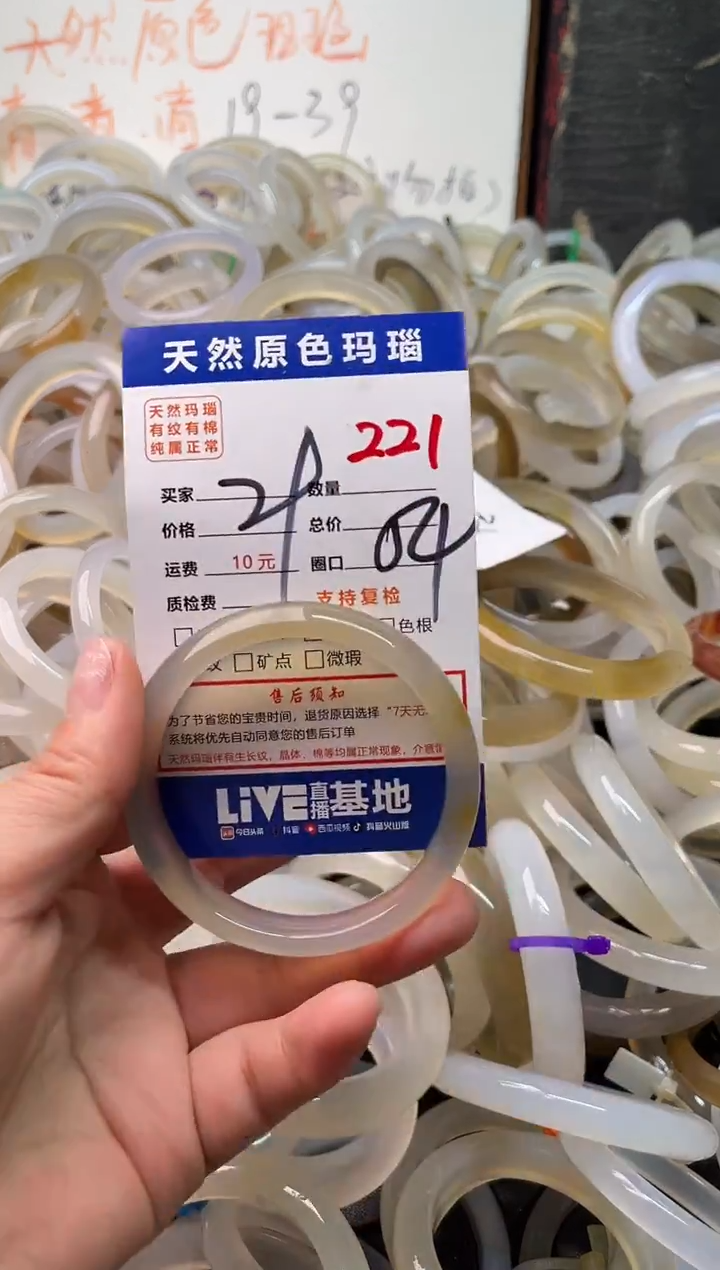 天然原色玛瑙
19-39
天然原色玛瑙
天然玛瑙
有纹有棉
纯属正常
221
买家 数量
价格 总价
运费 10元 圈口
质检费 支持复检
色根
纹 矿点 微瑕
售后须知
为了节省您的宝贵时间，退货原因选择“7天无
系统将优先自动同意您的售后订单
天然玛瑙伴有生长纹，晶体、棉等均属正常现象，介意慎
LiVE直播基地
今日头条 抖音 西瓜视频 抖音火山版